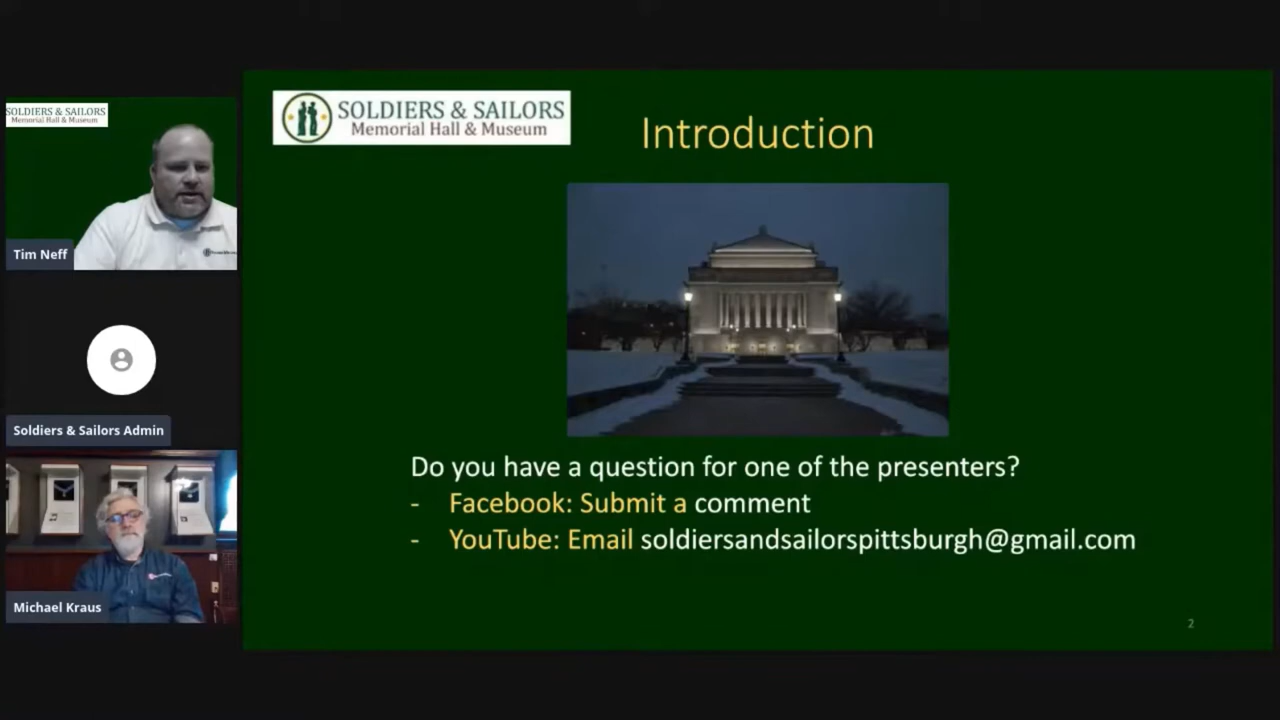 SOLDIERS & SAILORS
Memorial Hall & Museum
Tim Neff
Soldiers & Sailors Admin
Michael Kraus
SOLDIERS & SAILORS
Memorial Hall & Museum
Introduction
Do you have a question for one of the presenters?
- Facebook: Submit a comment
- YouTube: Email soldiersandsailorspittsburgh@gmail.com
2